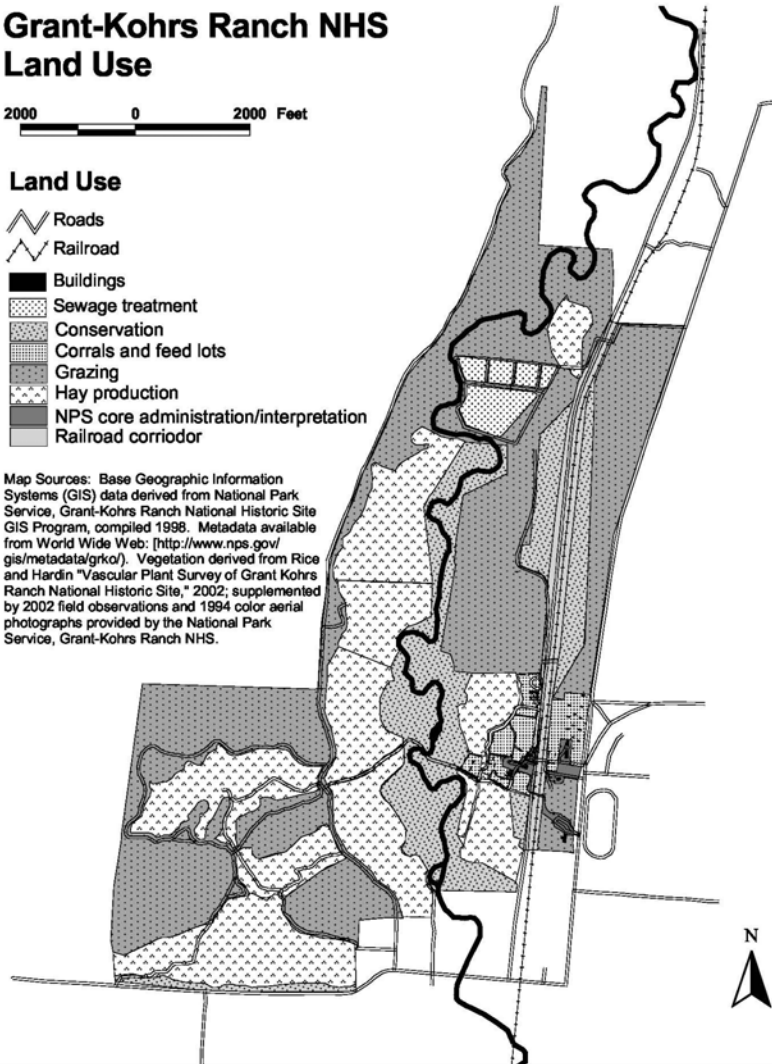 Grant-Kohrs Ranch NHS
Land Use
2000 0 2000 Feet
Land Use
Roads
Railroad
Buildings
Sewage treatment
Conservation
Corrals and feed lots
Grazing
Hay production
NPS core administration/interpretation
Railroad corriodor
Map Sources: Base Geographic Information
Systems (GIS) data derived from National Park
Service, Grant-Kohrs Ranch National Historic Site
GIS Program, compiled 1998. Metadata available
from World Wide Web: [http://www.nps.gov/
gis/metadata/grko/). Vegetation derived from Rice
and Hardin "Vascular Plant Survey of Grant Kohrs
Ranch National Historic Site," 2002; supplemented
by 2002 field observations and 1994 color aerial
photographs provided by the National Park
Service, Grant-Kohrs Ranch NHS.
N